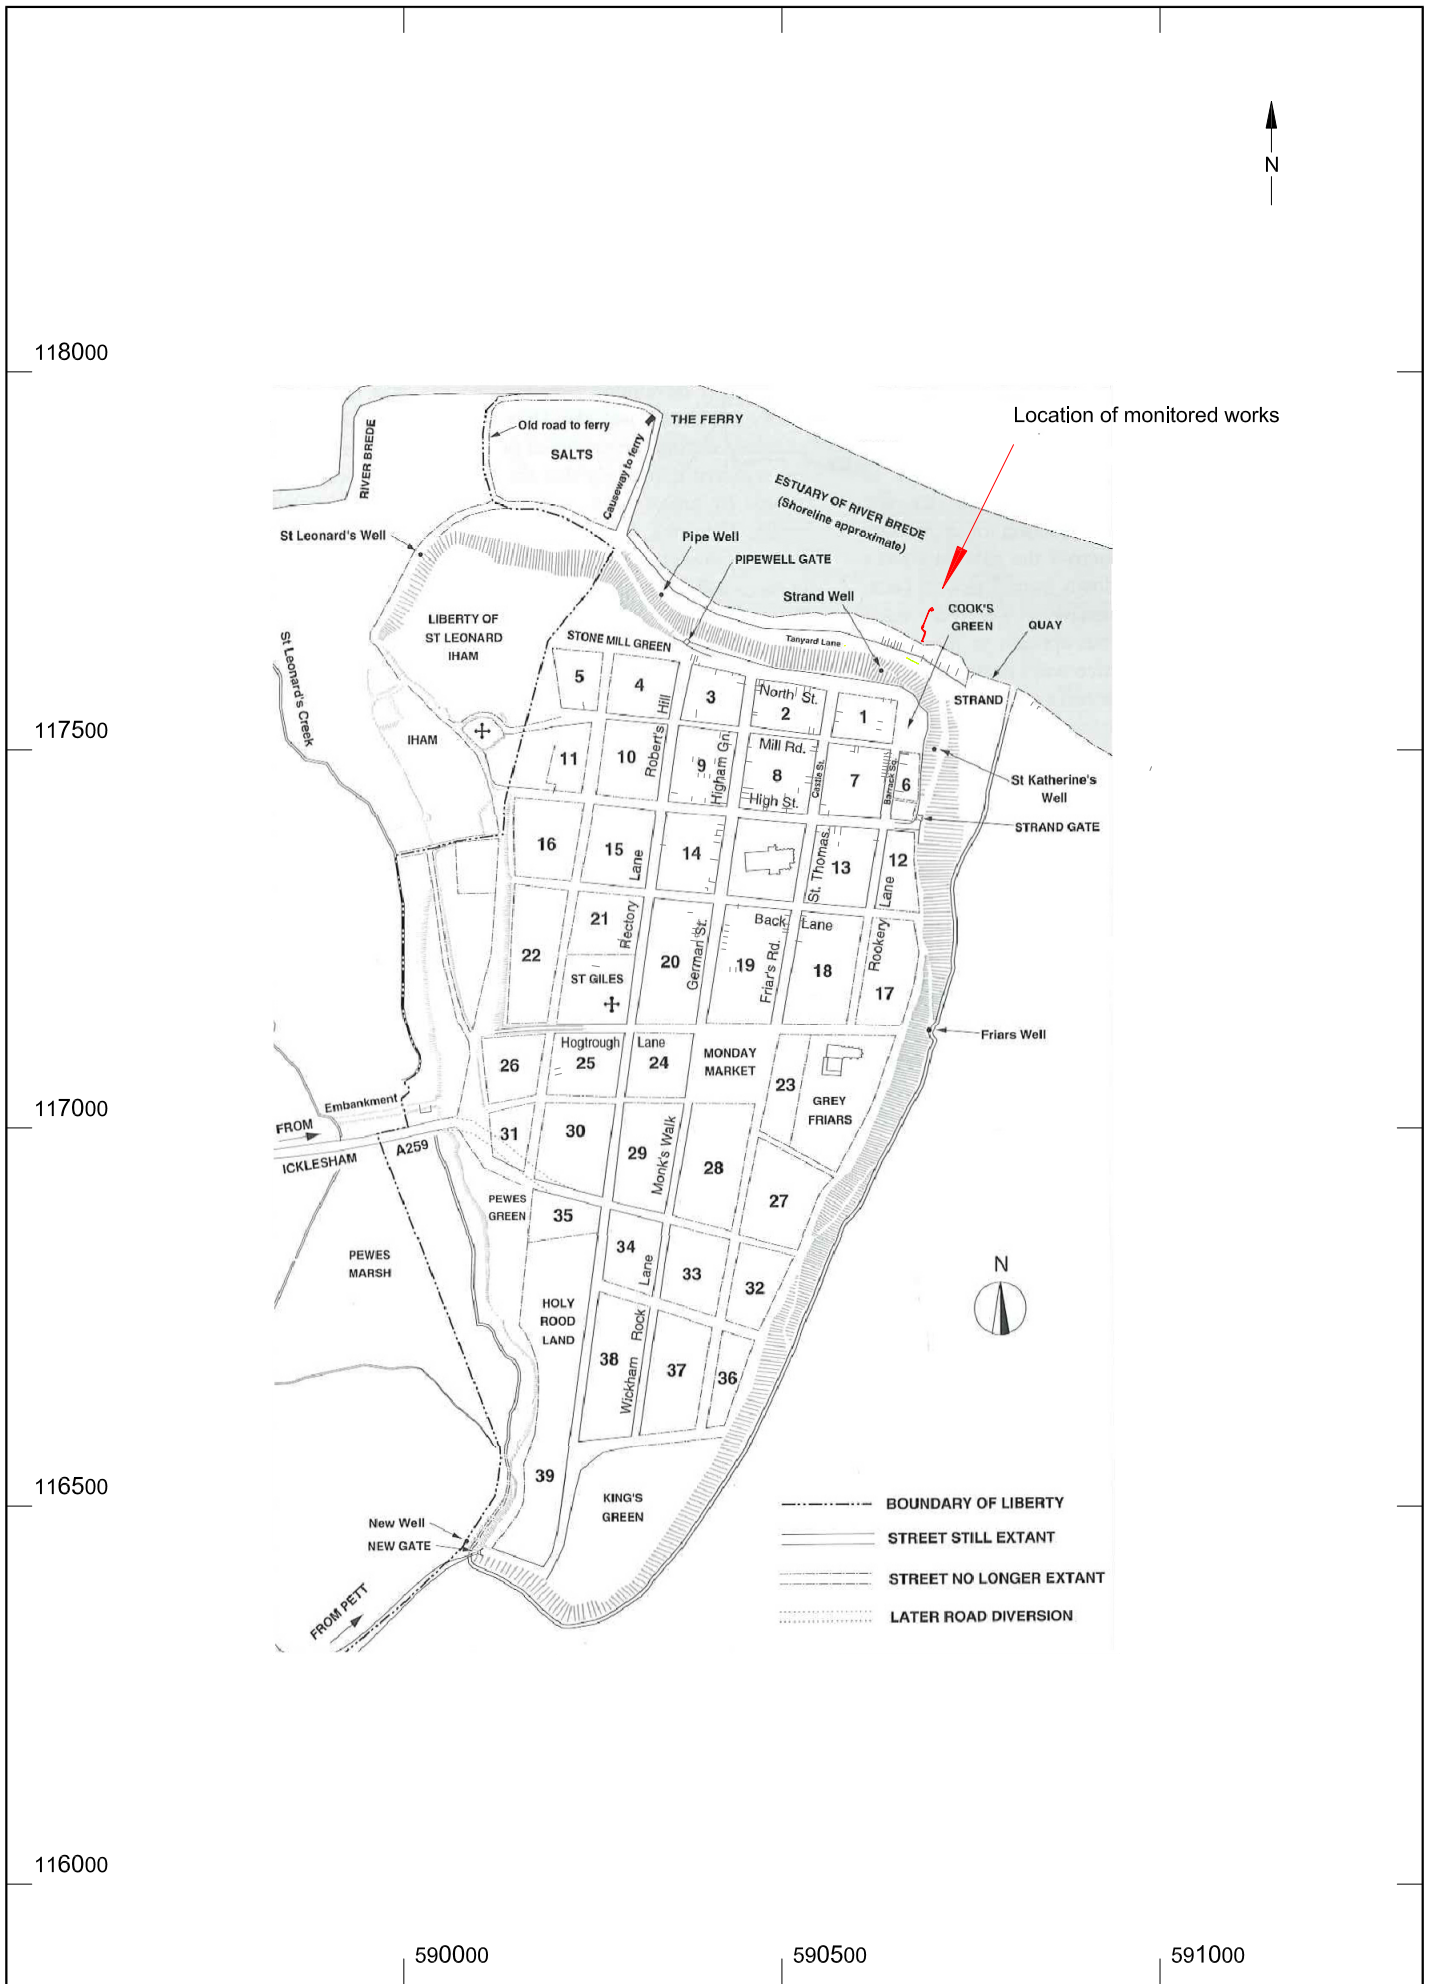 N
118000
Location of monitored works
THE FERRY
Old road to ferry
SALTS
Causeway to ferry
RIVER BREDE
ESTUARY OF RIVER BREDE
(Shoreline approximate)
St Leonard's Well
Pipe Well
PIPEWELL GATE
Strand Well
COOK'S
GREEN
QUAY
LIBERTY OF
ST LEONARD
IHAM
STONE MILL GREEN
Tanyard Lane
St Leonard's Creek
5
4
Hill
3
North St.
2
1
STRAND
117500
IHAM
11
10
Robert's
9
Higham Gn.
Mill Rd.
8
High St.
Castle St.
7
Barrack Sq.
6
St Katherine's
Well
STRAND GATE
16
15
Lane
14
St. Thomas
13
12
Lane
21
Rectory
22
ST GILES
20
German St.
Back Lane
19
Friar's Rd.
18
Rookery
17
Friars Well
Hogtrough Lane
26
25
24
MONDAY
MARKET
23
GREY
FRIARS
117000
Embankment
FROM
ICKLESHAM
A259
31
30
29
Monk's Walk
28
27
PEWES
GREEN
35
PEWES
MARSH
34
Lane
33
32
N
HOLY
ROOD
LAND
38
Wickham Rock
37
36
39
KING'S
GREEN
116500
New Well
NEW GATE
FROM PETT
BOUNDARY OF LIBERTY
STREET STILL EXTANT
STREET NO LONGER EXTANT
LATER ROAD DIVERSION
116000
590000
590500
591000